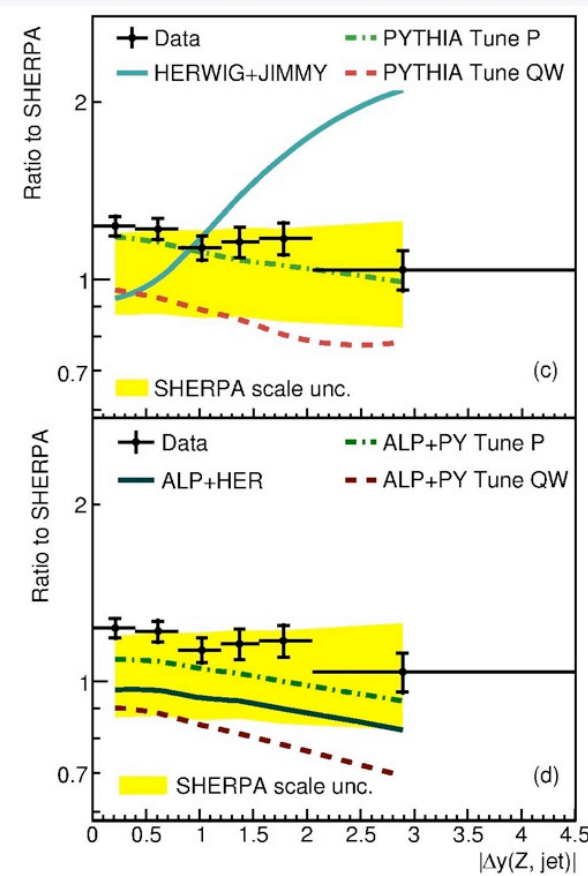 Ratio to SHERPA
Data
PYTHIA Tune P
HERWIG+JIMMY
PYTHIA Tune QW
2
1
0.7
SHERPA scale unc.
(c)
Ratio to SHERPA
Data
ALP+PY Tune P
ALP+HER
ALP+PY Tune QW
2
1
0.7
SHERPA scale unc.
(d)
0 0.5 1 1.5 2 2.5 3 3.5 4 4.5
|Δy(Z, jet)|